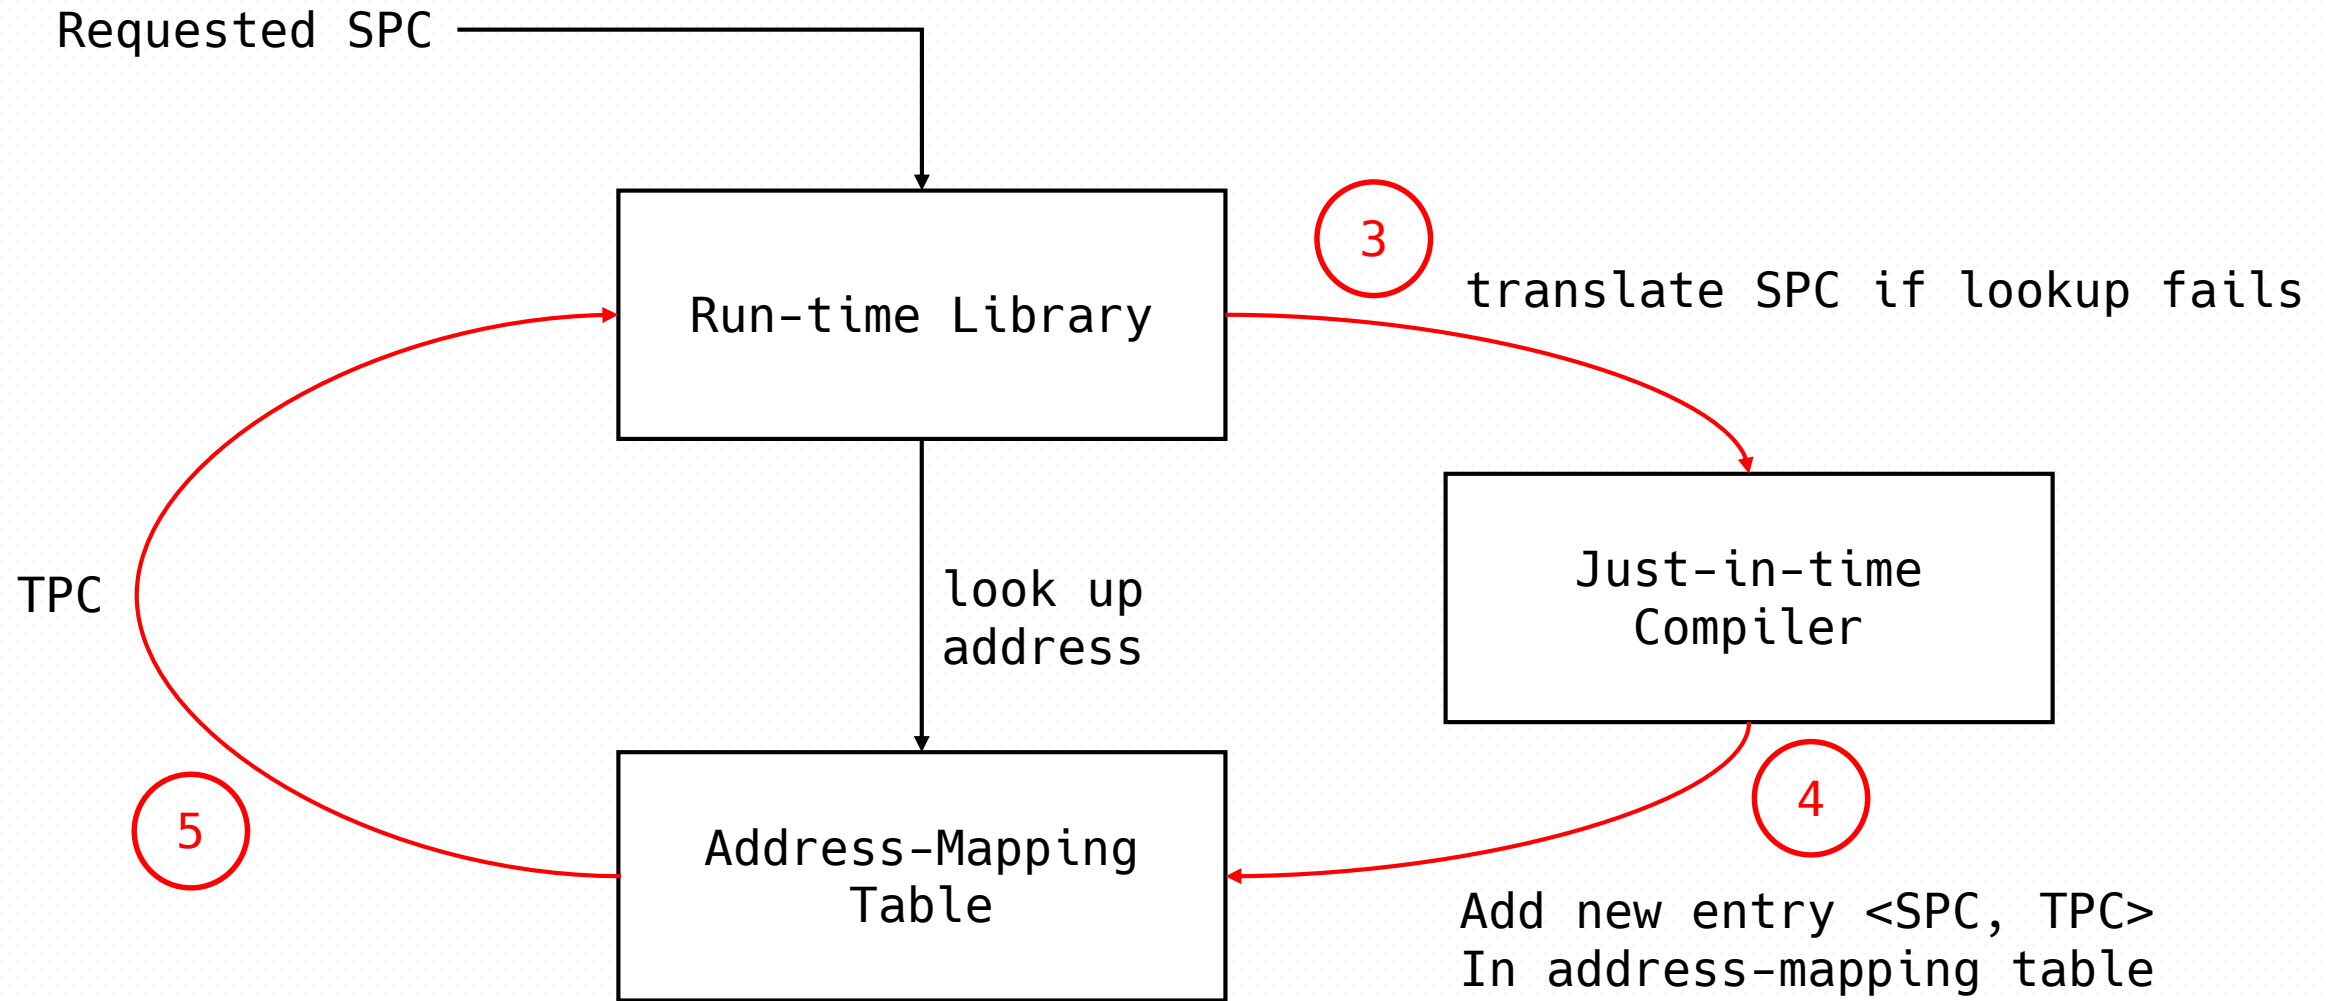 Requested SPC
3
translate SPC if lookup fails
Run-time Library
Just-in-time
Compiler
TPC
look up
address
4
5
Address-Mapping
Table
Add new entry <SPC, TPC>
In address-mapping table